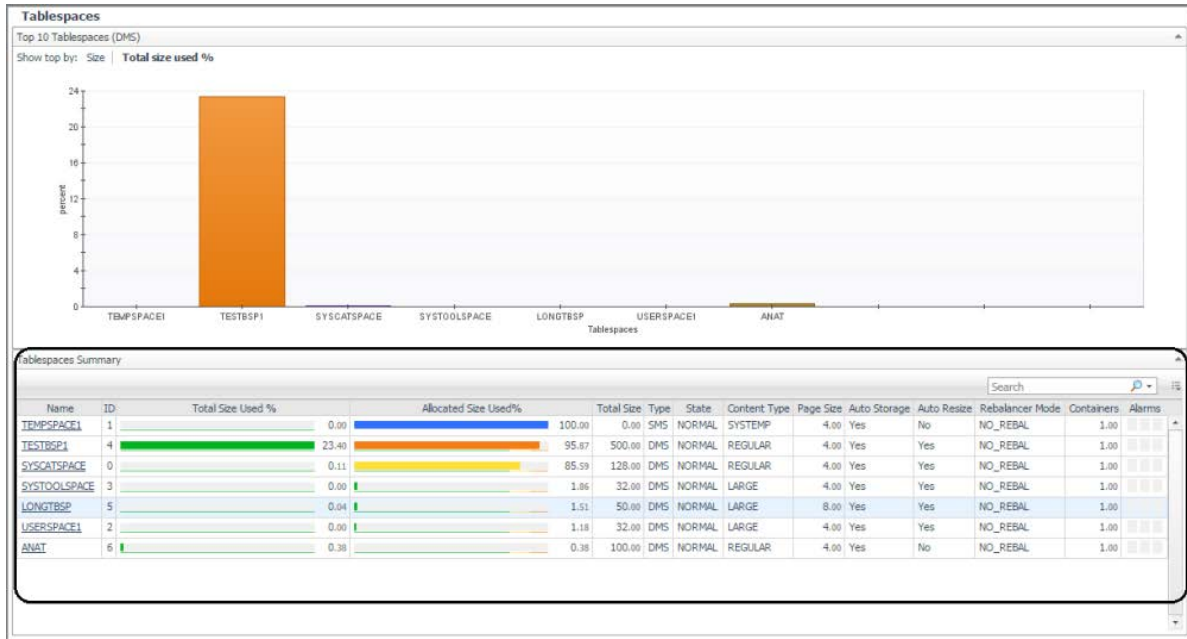 Tablespaces
Top 10 Tablespaces (DMS)
Show top by: Size | Total size used %
24
20
16
12
8
4
0
percent
TEMPSPACE1 TESTBSP1 SYSCATSPACE SYSTOOLSPACE LONGTBSP USERSPACE1 ANAT
Tablespaces
Tablespaces Summary
Search
Name ID Total Size Used % Allocated Size Used% Total Size Type State Content Type Page Size Auto Storage Auto Resize Rebalancer Mode Containers Alarms
TEMPSPACE1 1 0.00 100.00 0.00 SMS NORMAL SYSTEMP 4.00 Yes No NO_REBAL 1.00
TESTBSP1 4 23.40 95.87 500.00 DMS NORMAL REGULAR 4.00 Yes Yes NO_REBAL 1.00
SYSCATSPACE 0 0.11 85.59 128.00 DMS NORMAL REGULAR 4.00 Yes Yes NO_REBAL 1.00
SYSTOOLSPACE 3 0.00 1.86 32.00 DMS NORMAL LARGE 4.00 Yes Yes NO_REBAL 1.00
LONGTBSP 5 0.04 1.51 50.00 DMS NORMAL LARGE 8.00 Yes Yes NO_REBAL 1.00
USERSPACE1 2 0.00 1.18 32.00 DMS NORMAL LARGE 4.00 Yes Yes NO_REBAL 1.00
ANAT 6 0.38 0.38 100.00 DMS NORMAL REGULAR 4.00 Yes No NO_REBAL 1.00